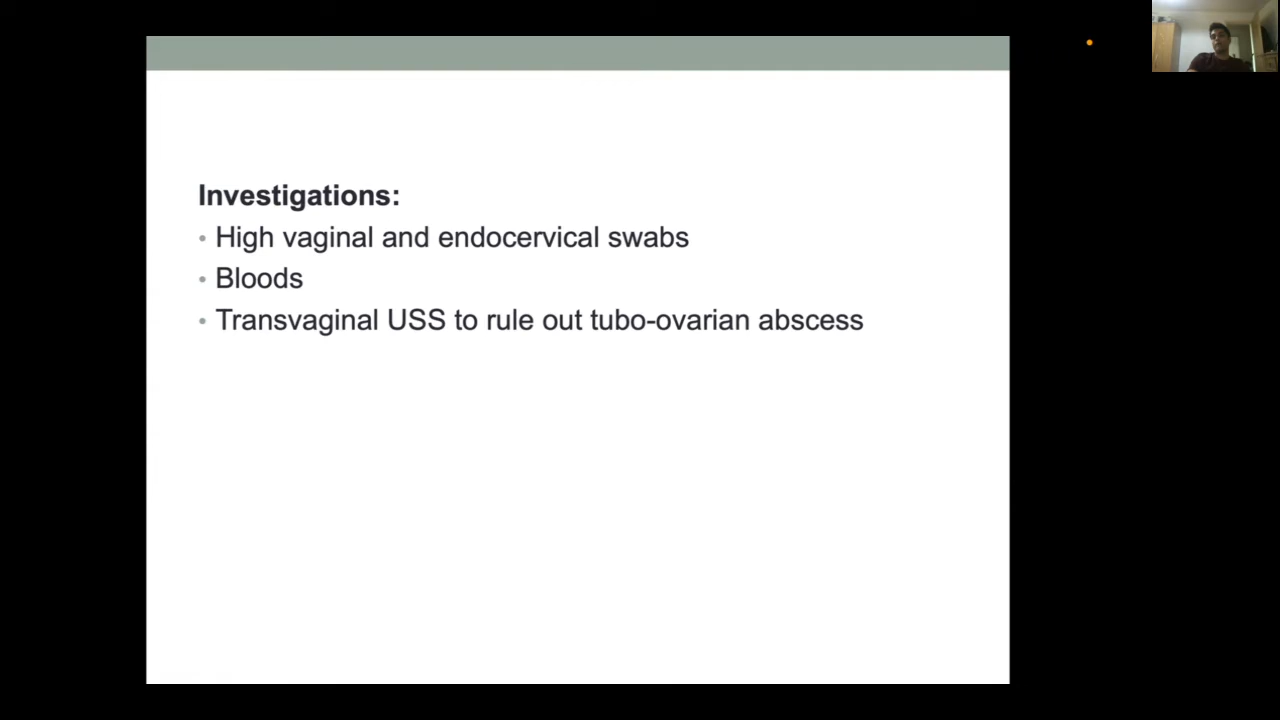 Investigations:
• High vaginal and endocervical swabs
• Bloods
• Transvaginal USS to rule out tubo-ovarian abscess